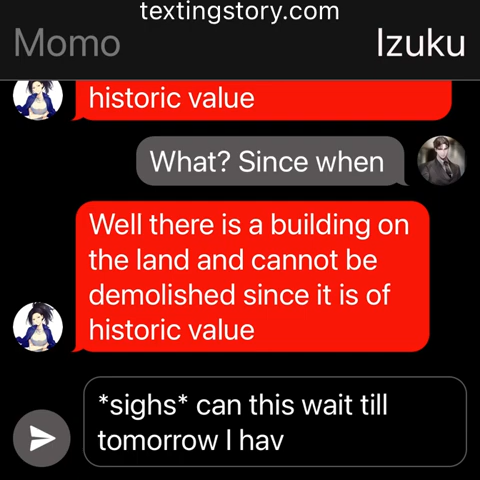 textingstory.com
Momo
Izuku
historic value
What? Since when
Well there is a building on
the land and cannot be
demolished since it is of
historic value
*sighs* can this wait till
tomorrow I hav